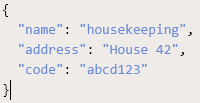 {
  "name": "housekeeping",
  "address": "House 42",
  "code": "abcd123"
}